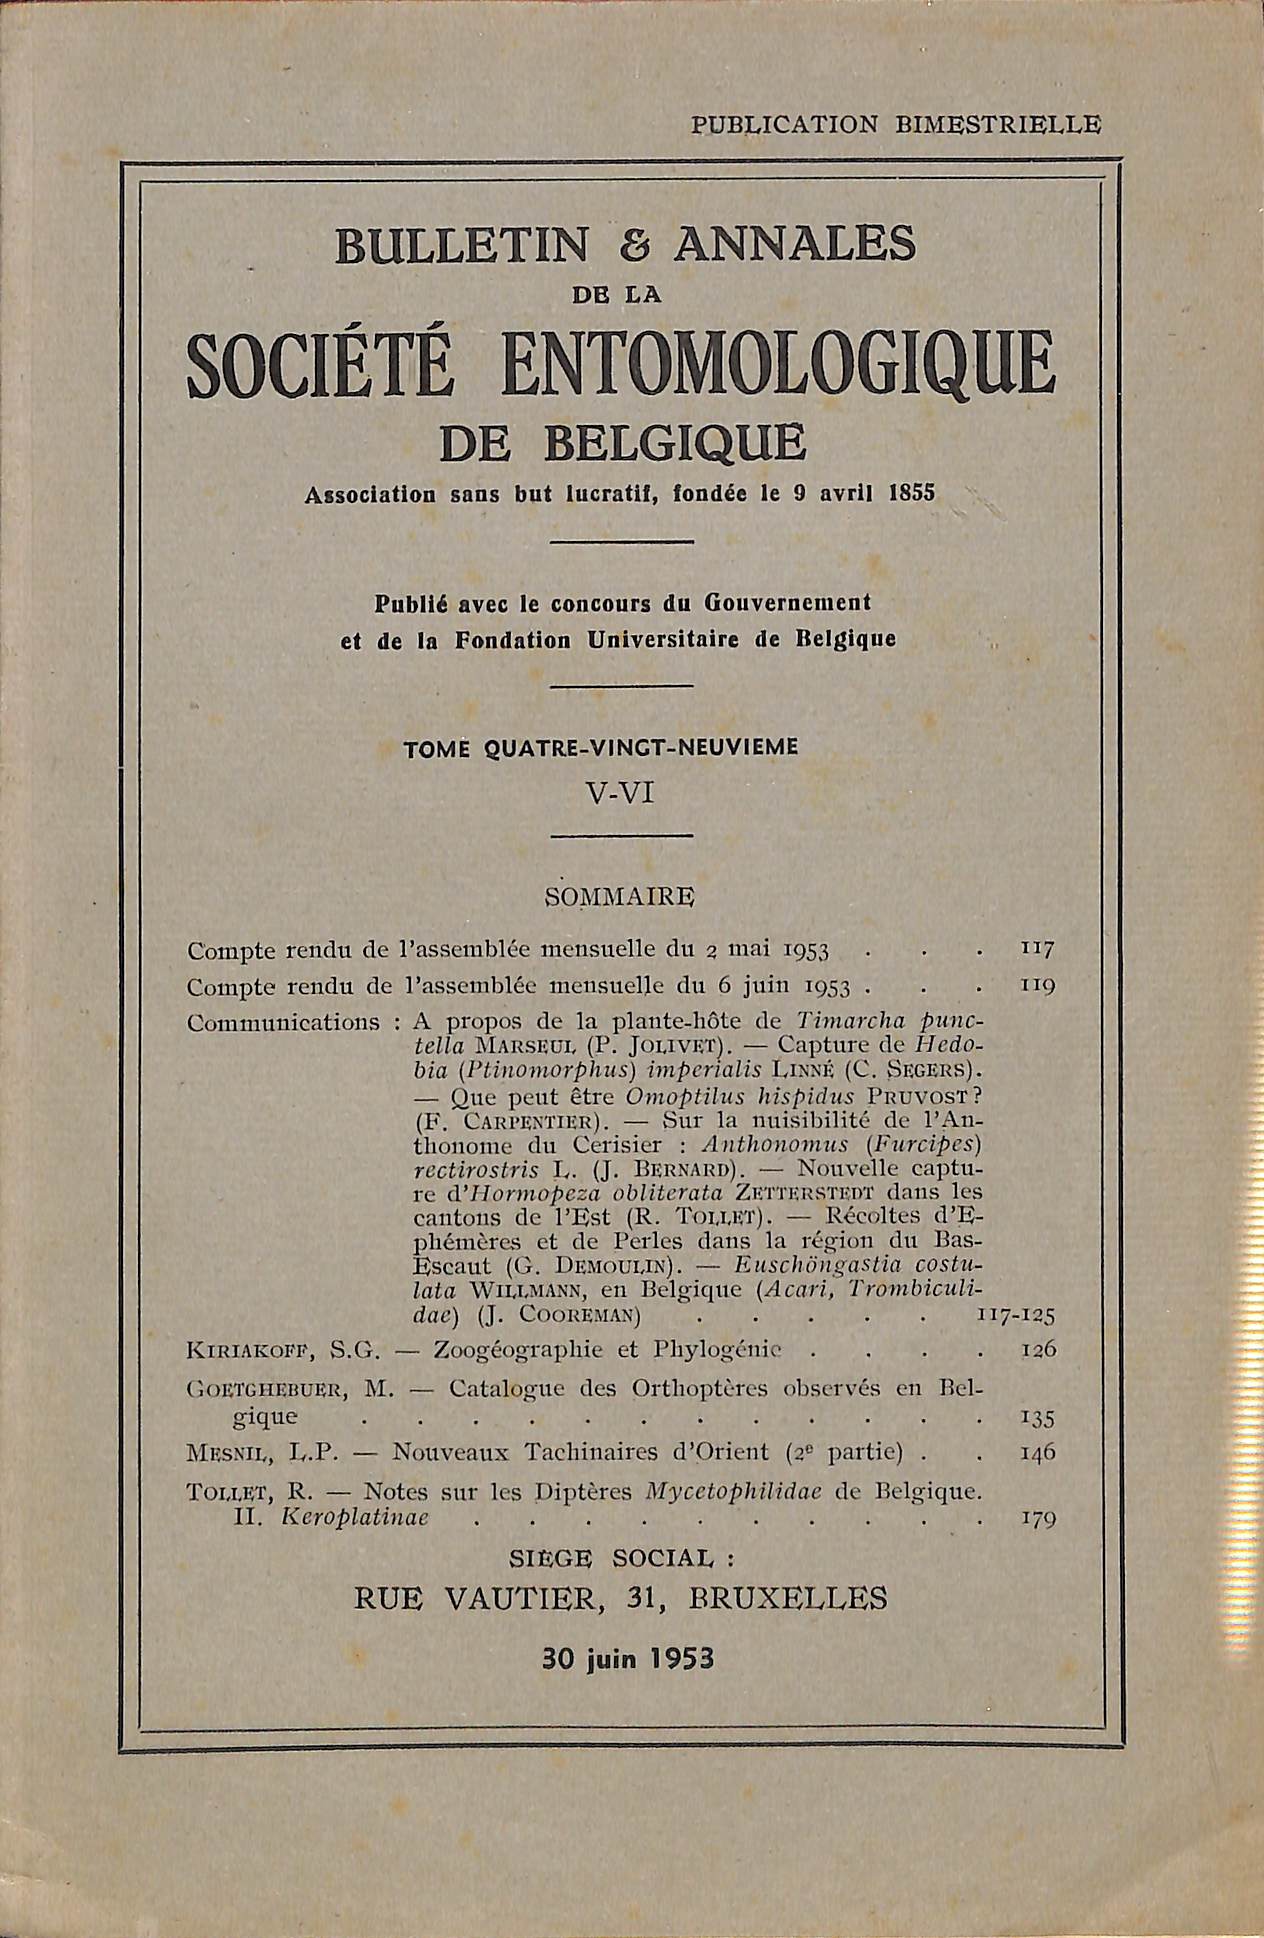 PUBLICATION BIMESTRIELLE
BULLETIN & ANNALES
DE LA
SOCIÉTÉ ENTOMOLOGIQUE
DE BELGIQUE
Association sans but lucratif, fondée le 9 avril 1855
Publié avec le concours du Gouvernement
et de la Fondation Universitaire de Belgique
TOME QUATRE-VINGT-NEUVIEME
V-VI
SOMMAIRE
Compte rendu de l'assemblée mensuelle du 2 mai 1953 . . . 117
Compte rendu de l'assemblée mensuelle du 6 juin 1953 . . . 119
Communications : A propos de la plante-hôte de Timarcha punc-
tella MARSEUL (P. JOLIVET). — Capture de Hedo-
bia (Ptinomorphus) imperialis LINNÉ (C. SEGERS).
— Que peut être Omoptilus hispidus PRUVOST ?
(F. CARPENTIER). — Sur la nuisibilité de l'An-
thonome du Cerisier : Anthonomus (Furcipes)
rectirostris L. (J. BERNARD). — Nouvelle captu-
re d'Hormopeza obliterata ZETTERSTEDT dans les
cantons de l'Est (R. TOLLET). — Récoltes d'E-
phémères et de Perles dans la région du Bas-
Escaut (G. DEMOULIN). — Euschöngastia costu-
lata WILLMANN, en Belgique (Acari, Trombiculi-
dae) (J. COOREMAN) . . . . . 117-125
KIRIAKOFF, S.G. — Zoogéographie et Phylogénie . . . . 126
GOETGHEBUER, M. — Catalogue des Orthoptères observés en Bel-
gique . . . . . . . . . . . . 135
MESNIL, L.P. — Nouveaux Tachinaires d'Orient (2e partie) . . 146
TOLLET, R. — Notes sur les Diptères Mycetophilidae de Belgique.
II. Keroplatinae . . . . . . . . . . 179
SIÈGE SOCIAL :
RUE VAUTIER, 31, BRUXELLES
30 juin 1953